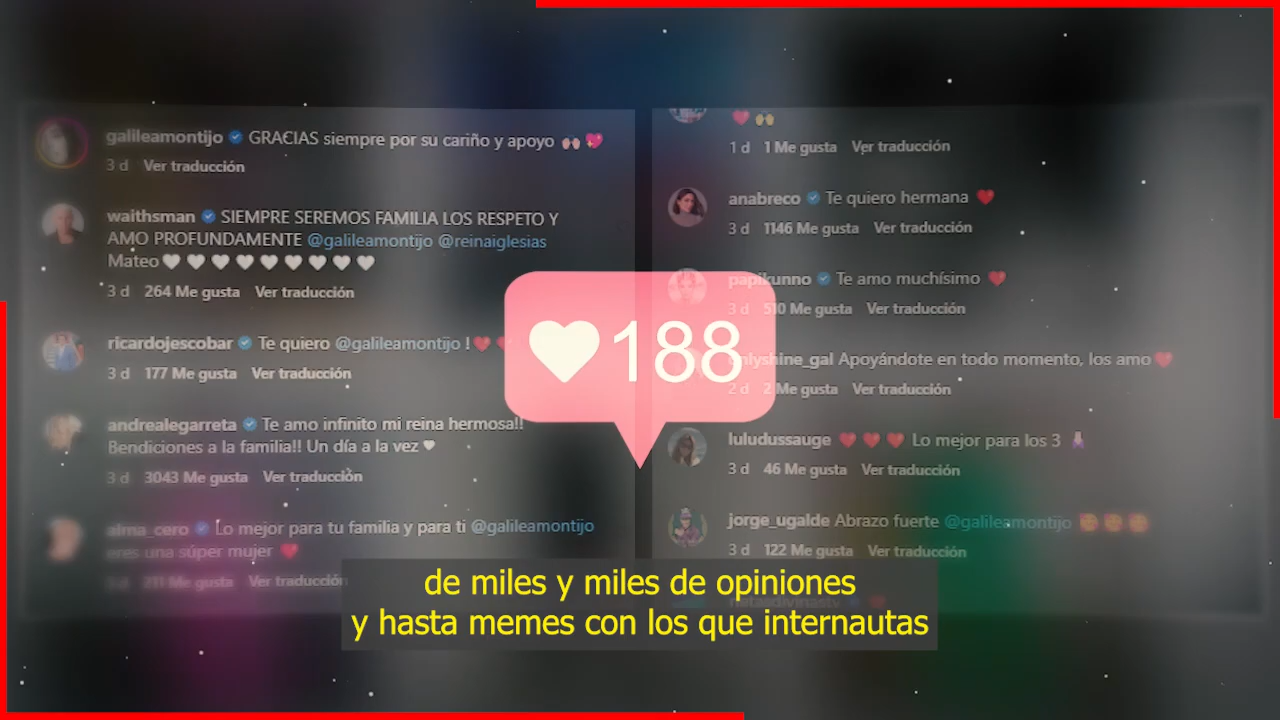 galileamontijo GRACIAS siempre por su cariño y apoyo
3 d Ver traducción
waithsman SIEMPRE SEREMOS FAMILIA LOS RESPETO Y
AMO PROFUNDAMENTE @galileamontijo @reinaiglesias
Mateo
3 d 264 Me gusta Ver traducción
ricardojescobar Te quiero @galileamontijo !
3 d 177 Me gusta Ver traducción
andrealegarreta Te amo infinito mi reina hermosa!!
Bendiciones a la familia!! Un día a la vez
3 d 3043 Me gusta Ver traducción
alma_cero Lo mejor para tu familia y para ti @galileamontijo
eres una súper mujer
3 d 211 Me gusta Ver traducción
1 d 1 Me gusta Ver traducción
anabreco Te quiero hermana
3 d 1146 Me gusta Ver traducción
papikunno Te amo muchísimo
3 d 510 Me gusta Ver traducción
Apoyándote en todo momento, los amo
2 d 2 Me gusta Ver traducción
luludussauge Lo mejor para los 3
3 d 46 Me gusta Ver traducción
jorge_ugalde Abrazo fuerte @galileamontijo
3 d 122 Me gusta Ver traducción
188
de miles y miles de opiniones
y hasta memes con los que internautas